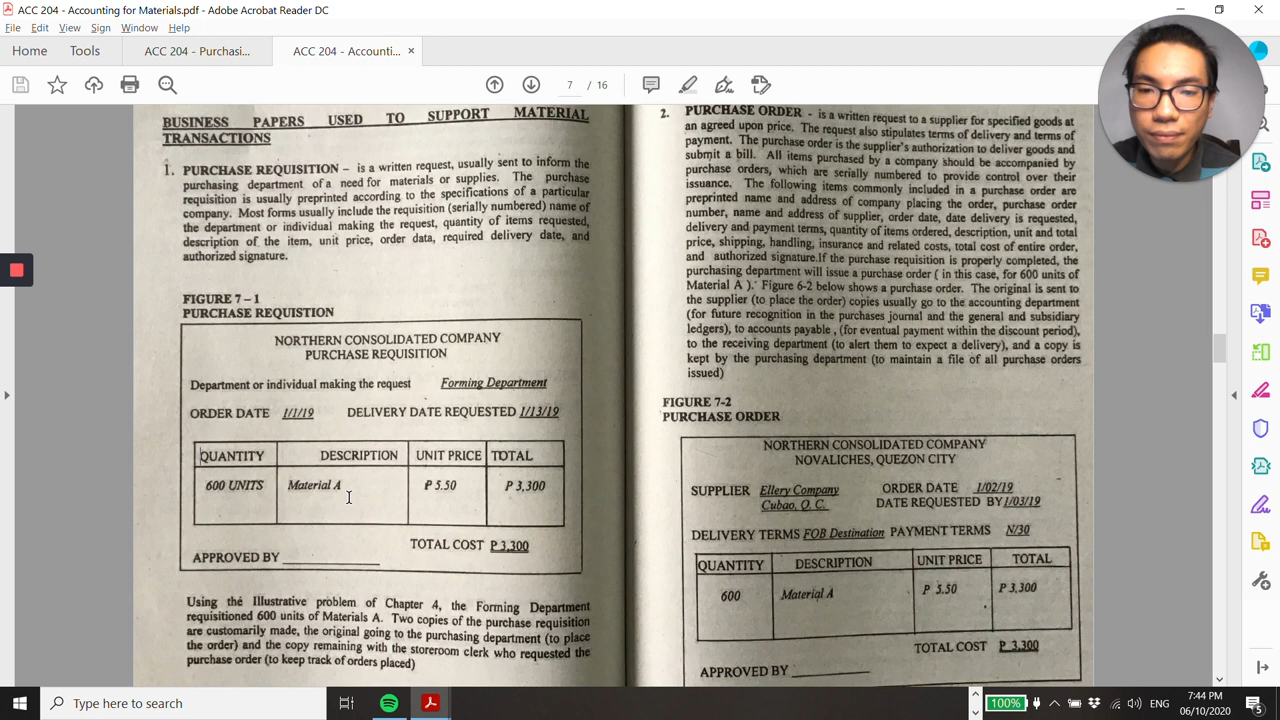 ACC 204 - Accounting for Materials.pdf - Adobe Acrobat Reader DC
File Edit View Sign Window Help
Home Tools ACC 204 - Purchasi... ACC 204 - Accounti... ×
7 / 16
BUSINESS PAPERS USED TO SUPPORT MATERIAL
TRANSACTIONS
1. PURCHASE REQUISITION – is a written request, usually sent to inform the
purchasing department of a need for materials or supplies. The purchase
requisition is usually preprinted according to the specifications of a particular
company. Most forms usually include the requisition (serially numbered) name of
the department or individual making the request, quantity of items requested,
description of the item, unit price, order data, required delivery date, and
authorized signature.
FIGURE 7 – 1
PURCHASE REQUISTION
NORTHERN CONSOLIDATED COMPANY
PURCHASE REQUISITION
Department or individual making the request Forming Department
ORDER DATE 1/1/19 DELIVERY DATE REQUESTED 1/13/19
QUANTITY DESCRIPTION UNIT PRICE TOTAL
600 UNITS Material A ₱ 5.50 P 3,300
TOTAL COST P 3,300
APPROVED BY ____________
Using the Illustrative problem of Chapter 4, the Forming Department
requisitioned 600 units of Materials A. Two copies of the purchase requisition
are customarily made, the original going to the purchasing department (to place
the order) and the copy remaining with the storeroom clerk who requested the
purchase order (to keep track of orders placed)
2. PURCHASE ORDER - is a written request to a supplier for specified goods at
an agreed upon price. The request also stipulates terms of delivery and terms of
payment. The purchase order is the supplier's authorization to deliver goods and
submit a bill. All items purchased by a company should be accompanied by
purchase orders, which are serially numbered to provide control over their
issuance. The following items commonly included in a purchase order are
preprinted name and address of company placing the order, purchase order
number, name and address of supplier, order date, date delivery is requested,
delivery and payment terms, quantity of items ordered, description, unit and total
price, shipping, handling, insurance and related costs, total cost of entire order,
and authorized signature.If the purchase requisition is properly completed, the
purchasing department will issue a purchase order ( in this case, for 600 units of
Material A ). Figure 6-2 below shows a purchase order. The original is sent to
the supplier (to place the order) copies usually go to the accounting department
(for future recognition in the purchases journal and the general and subsidiary
ledgers), to accounts payable , (for eventual payment within the discount period),
to the receiving department (to alert them to expect a delivery), and a copy is
kept by the purchasing department (to maintain a file of all purchase orders
issued)
FIGURE 7-2
PURCHASE ORDER
NORTHERN CONSOLIDATED COMPANY
NOVALICHES, QUEZON CITY
SUPPLIER Ellery Company ORDER DATE 1/02/19
Cubao, Q. C. DATE REQUESTED BY 1/03/19
DELIVERY TERMS FOB Destination PAYMENT TERMS N/30
QUANTITY DESCRIPTION UNIT PRICE TOTAL
600 Material A P 5.50 P 3,300
TOTAL COST P 3,300
APPROVED BY __________
Type here to search
100%
ENG
7:44 PM
06/10/2020
5